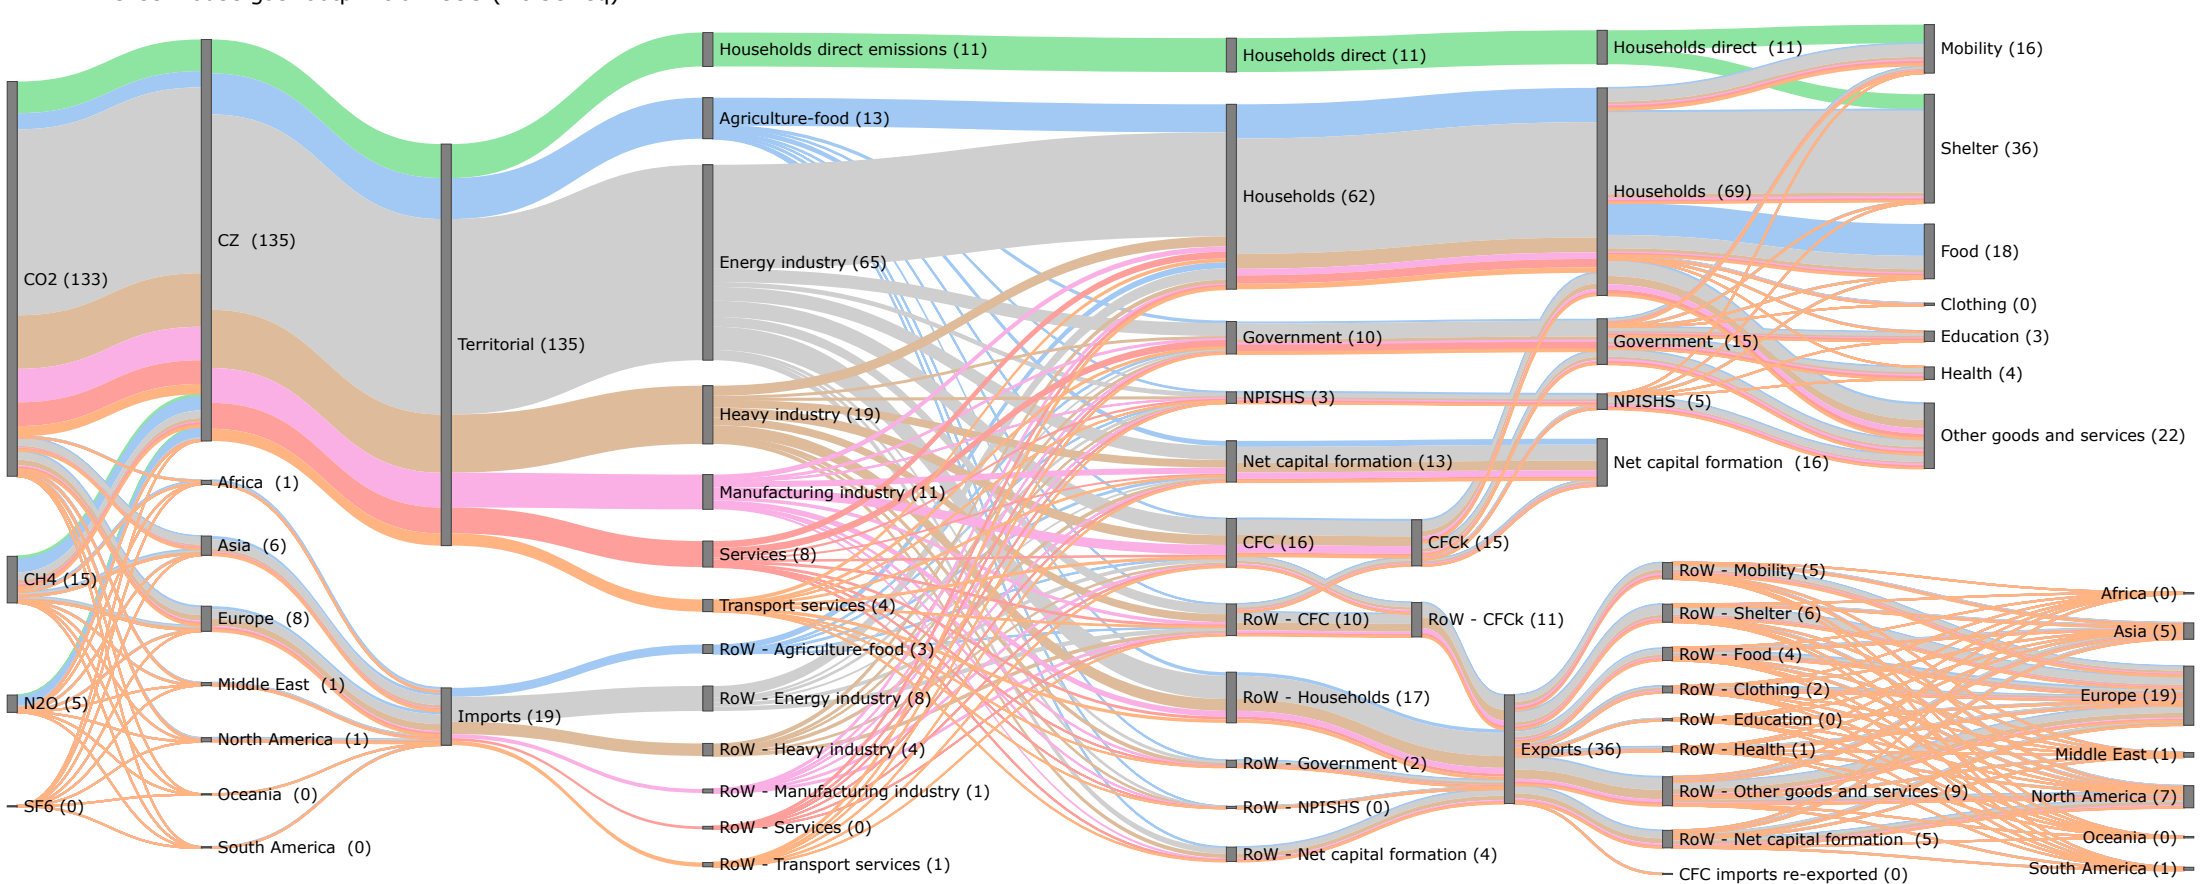 CO2 (133)
CH4 (15)
N2O (5)
SF6 (0)
CZ (135)
Africa (1)
Asia (6)
Europe (8)
Middle East (1)
North America (1)
Oceania (0)
South America (0)
Territorial (135)
Imports (19)
Households direct emissions (11)
Agriculture-food (13)
Energy industry (65)
Heavy industry (19)
Manufacturing industry (11)
Services (8)
Transport services (4)
RoW - Agriculture-food (3)
RoW - Energy industry (8)
RoW - Heavy industry (4)
RoW - Manufacturing industry (1)
RoW - Services (0)
RoW - Transport services (1)
Households direct (11)
Households (62)
Government (10)
NPISHS (3)
Net capital formation (13)
CFC (16)
RoW - CFC (10)
RoW - Households (17)
RoW - Government (2)
RoW - NPISHS (0)
RoW - Net capital formation (4)
CFCk (15)
RoW - CFCk (11)
Exports (36)
Households direct (11)
Households (69)
Government (15)
NPISHS (5)
Net capital formation (16)
RoW - Mobility (5)
RoW - Shelter (6)
RoW - Food (4)
RoW - Clothing (2)
RoW - Education (0)
RoW - Health (1)
RoW - Other goods and services (9)
RoW - Net capital formation (5)
CFC imports re-exported (0)
Mobility (16)
Shelter (36)
Food (18)
Clothing (0)
Education (3)
Health (4)
Other goods and services (22)
Africa (0)
Asia (5)
Europe (19)
Middle East (1)
North America (7)
Oceania (0)
South America (1)